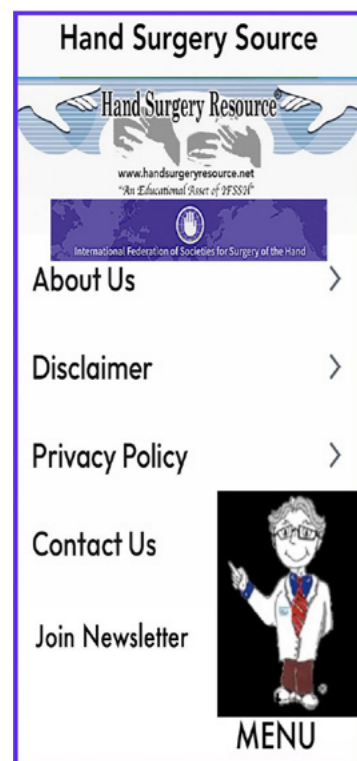 Hand Surgery Source
Hand Surgery Resource®
www.handsurgeryresource.net
"An Educational Asset of IFSSH"
International Federation of Societies for Surgery of the Hand
About Us
Disclaimer
Privacy Policy
Contact Us
Join Newsletter
MENU